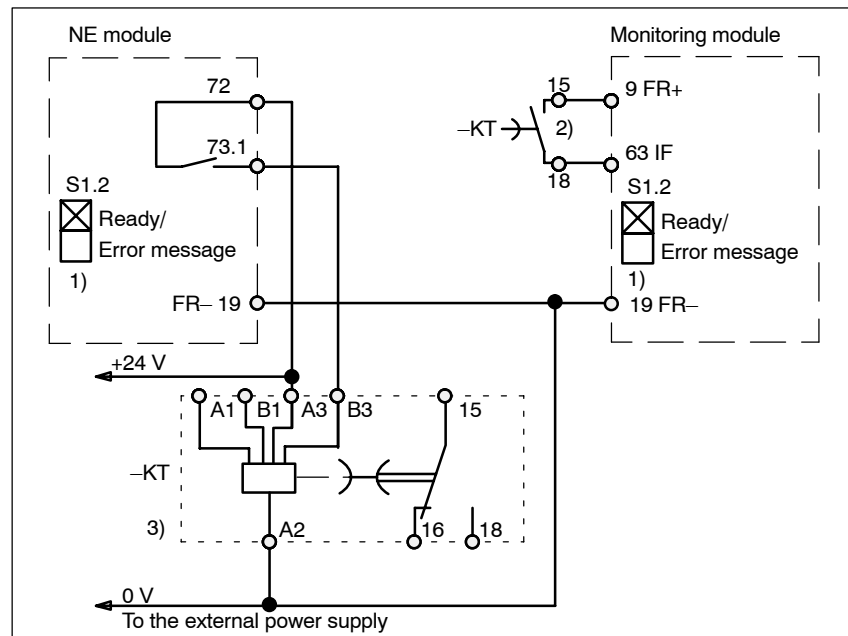 NE module
Monitoring module
72
73.1
S1.2
Ready/
Error message
1)
FR– 19
15
–KT
2)
18
9 FR+
63 IF
S1.2
Ready/
Error message
1)
19 FR–
+24 V
A1
B1
A3
B3
15
–KT
3)
A2
16
18
0 V
To the external power supply